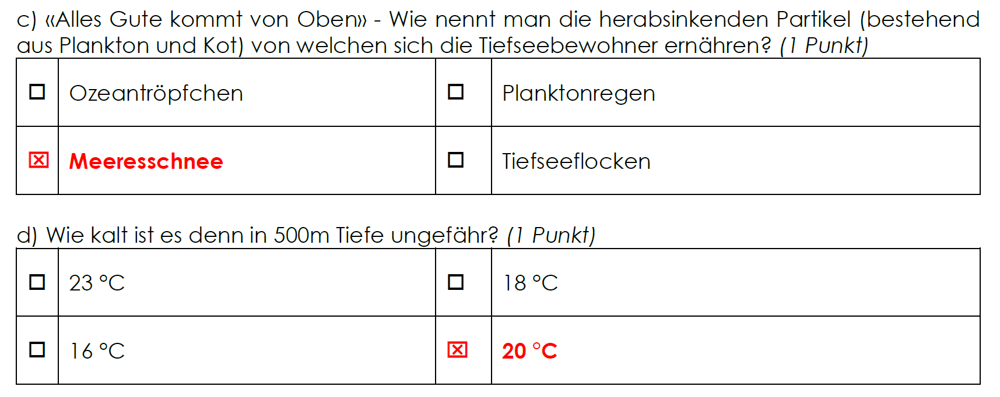 c) «Alles Gute kommt von Oben» - Wie nennt man die herabsinkenden Partikel (bestehend
aus Plankton und Kot) von welchen sich die Tiefseebewohner ernähren? (1 Punkt)
☐ Ozeantröpfchen ☐ Planktonregen
☒ Meeresschnee ☐ Tiefseeflocken
d) Wie kalt ist es denn in 500m Tiefe ungefähr? (1 Punkt)
☐ 23 °C ☐ 18 °C
☐ 16 °C ☒ 20 °C